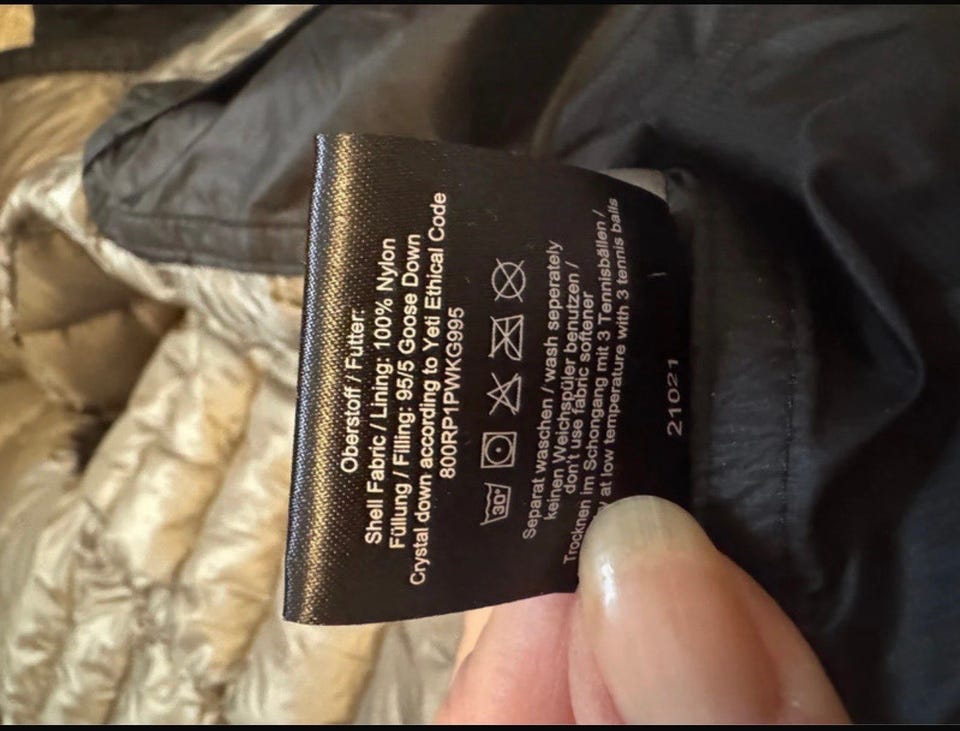 Oberstoff / Futter:
Shell Fabric / Lining: 100% Nylon
Füllung / Filling: 95/5 Goose Down
Crystal down according to Yeti Ethical Code
800RP1PWKG995
30°
Separat waschen / wash seperately
keinen Weichspüler benutzen /
don't use fabric softener
Trocknen im Schongang mit 3 Tennisbällen /
at low temperature with 3 tennis balls
21021